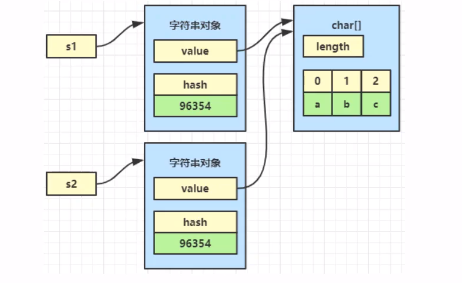 字符串对象
char[]
s1
value
length
hash
0 1 2
96354
a b c
字符串对象
s2
value
hash
96354